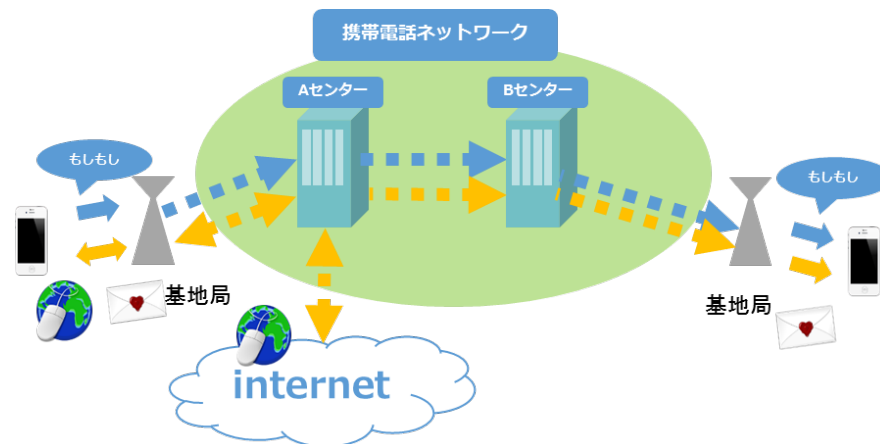 携帯電話ネットワーク
Aセンター
Bセンター
もしもし
もしもし
基地局
基地局
internet